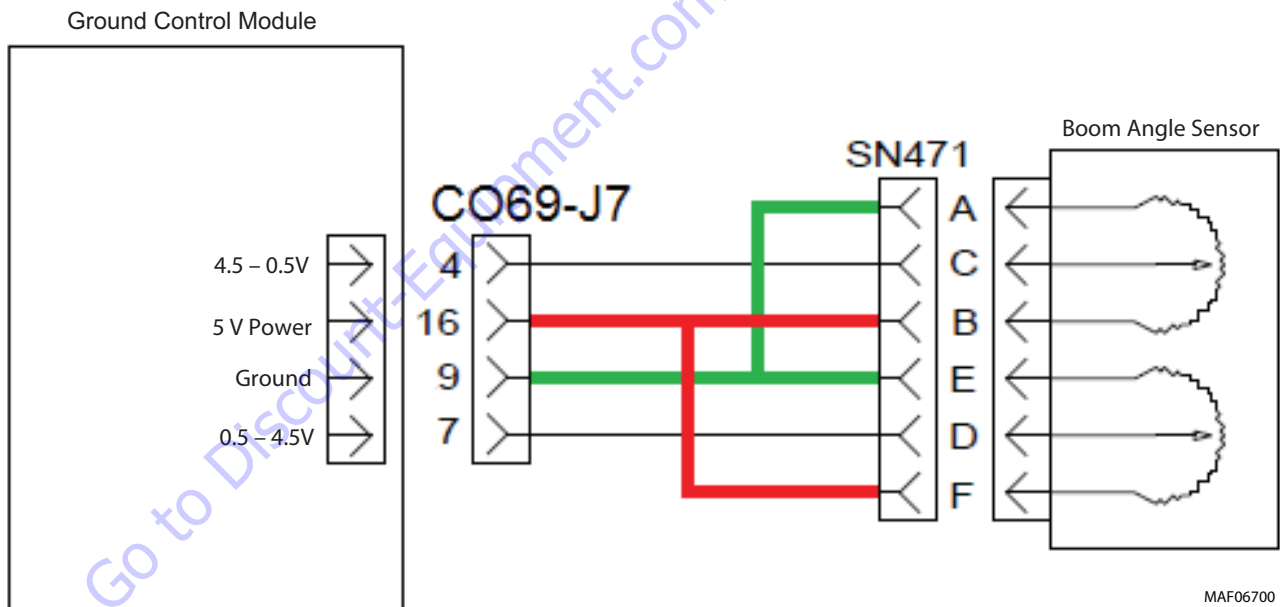 Ground Control Module
Boom Angle Sensor
SN471
CO69-J7
4.5 – 0.5V
5 V Power
Ground
0.5 – 4.5V
4
16
9
7
A
C
B
E
D
F
Go to Discount-Equipment.com
MAF06700